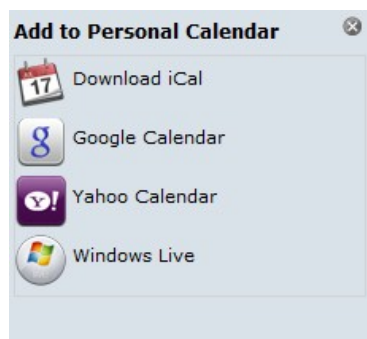 Add to Personal Calendar
17
Download iCal
g
Google Calendar
Y!
Yahoo Calendar
Windows Live